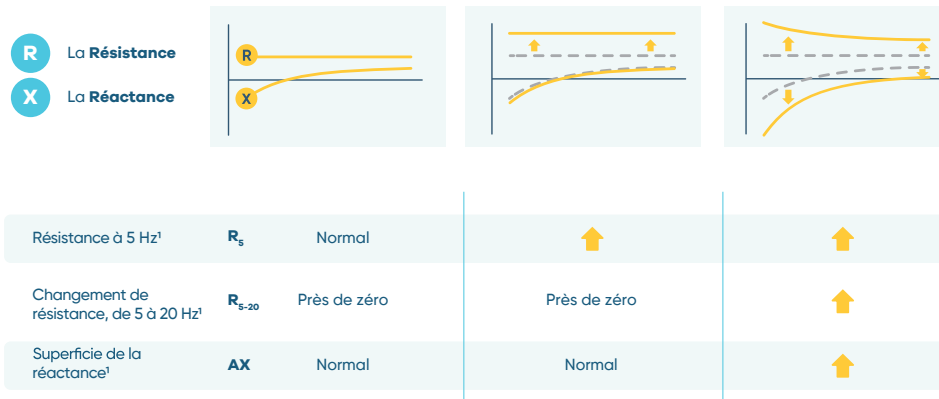 R La Résistance
X La Réactance
R
X
Résistance à 5 Hz¹ R₅ Normal
Changement de
résistance, de 5 à 20 Hz¹ R₅₋₂₀ Près de zéro Près de zéro
Superficie de la
réactance¹ AX Normal Normal